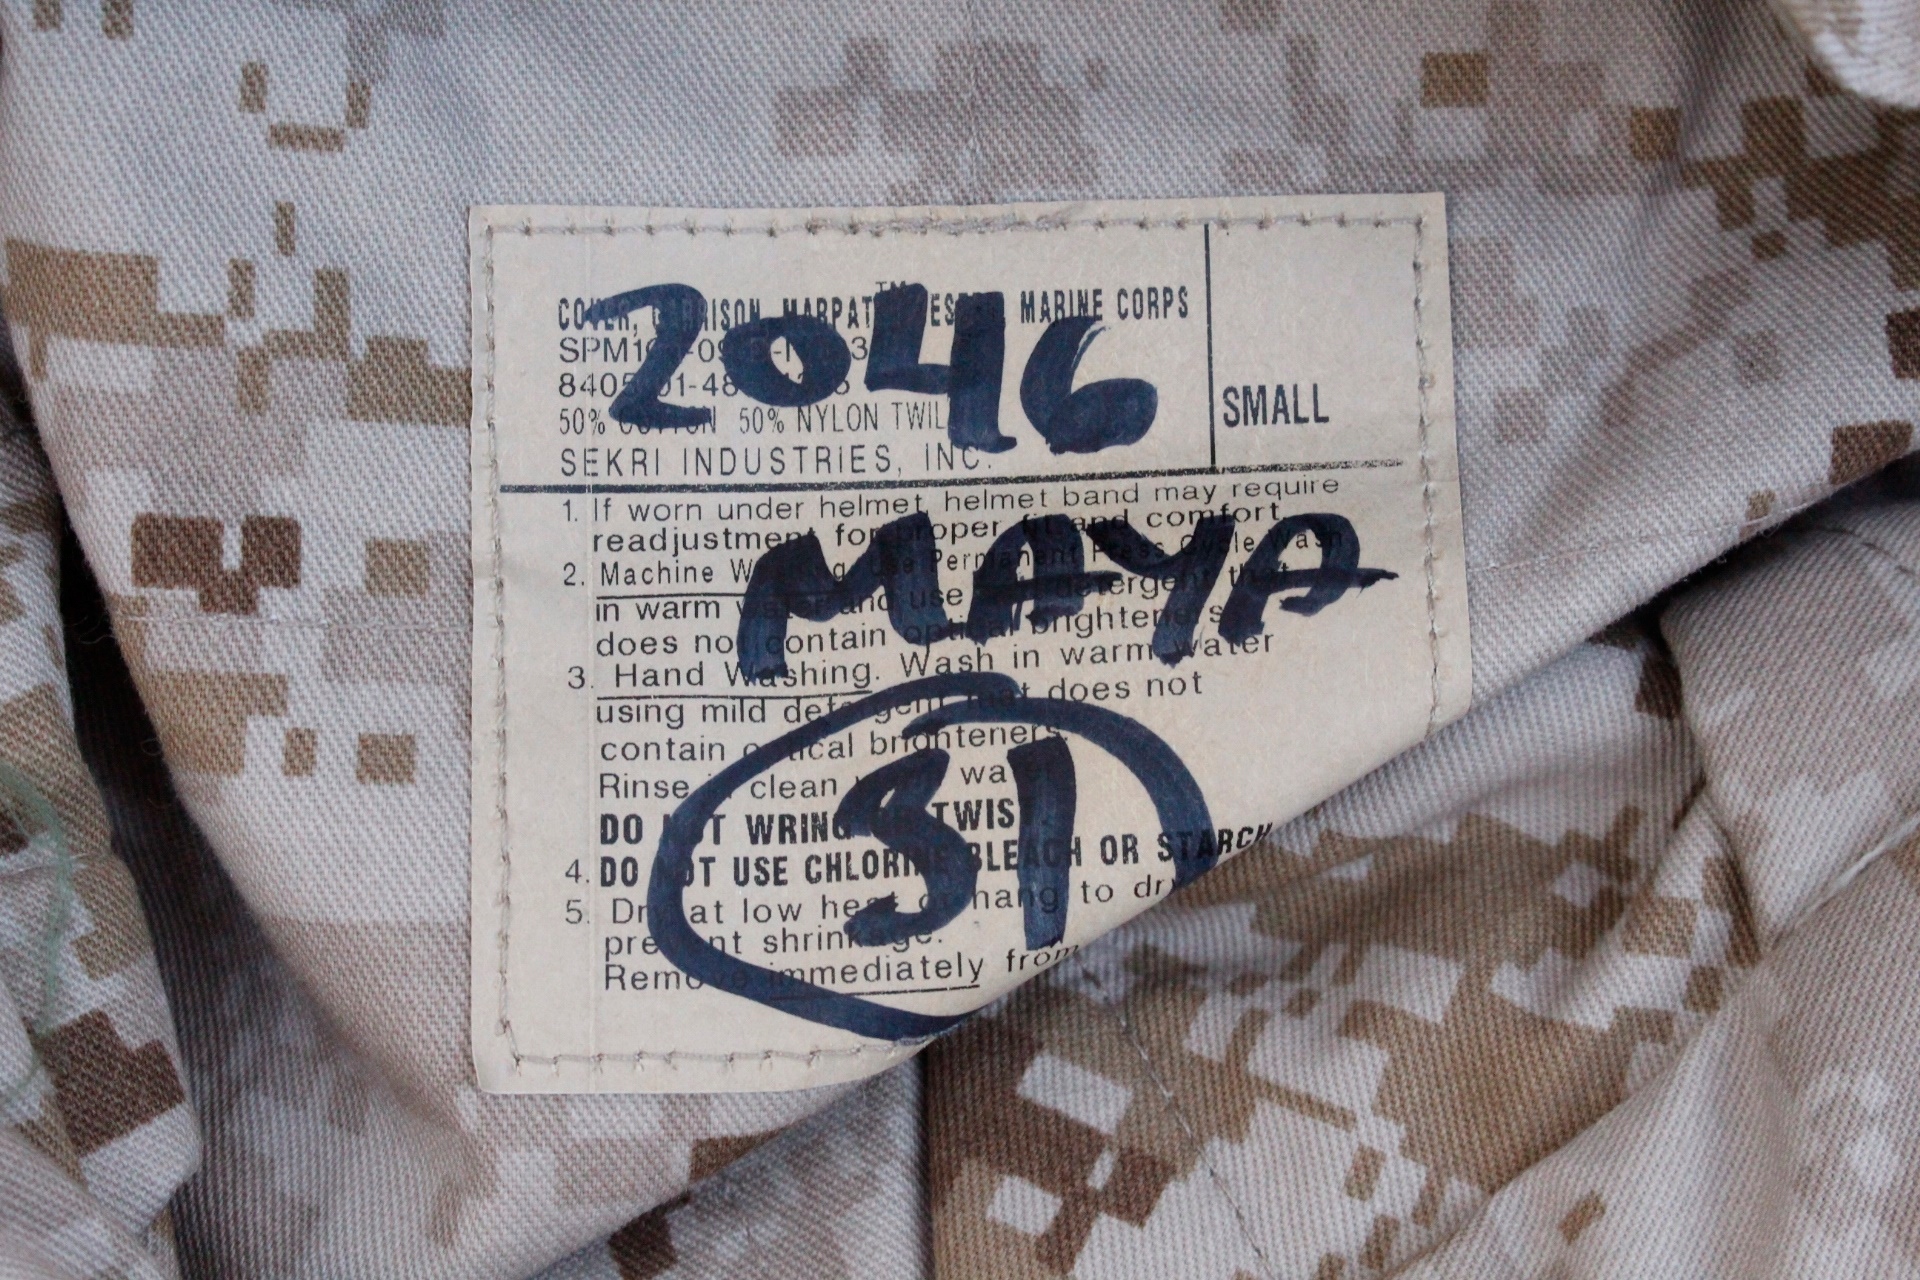 COVER, GARRISON, MARPAT™ DESERT, MARINE CORPS
50% COTTON 50% NYLON TWILL
SEKRI INDUSTRIES, INC.
SMALL
2046
1. If worn under helmet, helmet band may require
readjustment for proper fit and comfort
2. Machine Washing. Use Permanent Press Cycle Wash
in warm water and use detergent that
does not contain optical brighteners
MAYA
3. Hand Washing. Wash in warm water
using mild detergent that does not
contain optical brighteners.
Rinse in clean warm water
DO NOT WRING OR TWIST
4. DO NOT USE CHLORINE BLEACH OR STARCH
5. Dry at low heat or hang to dry
prevent shrinkage.
Remove immediately from
31